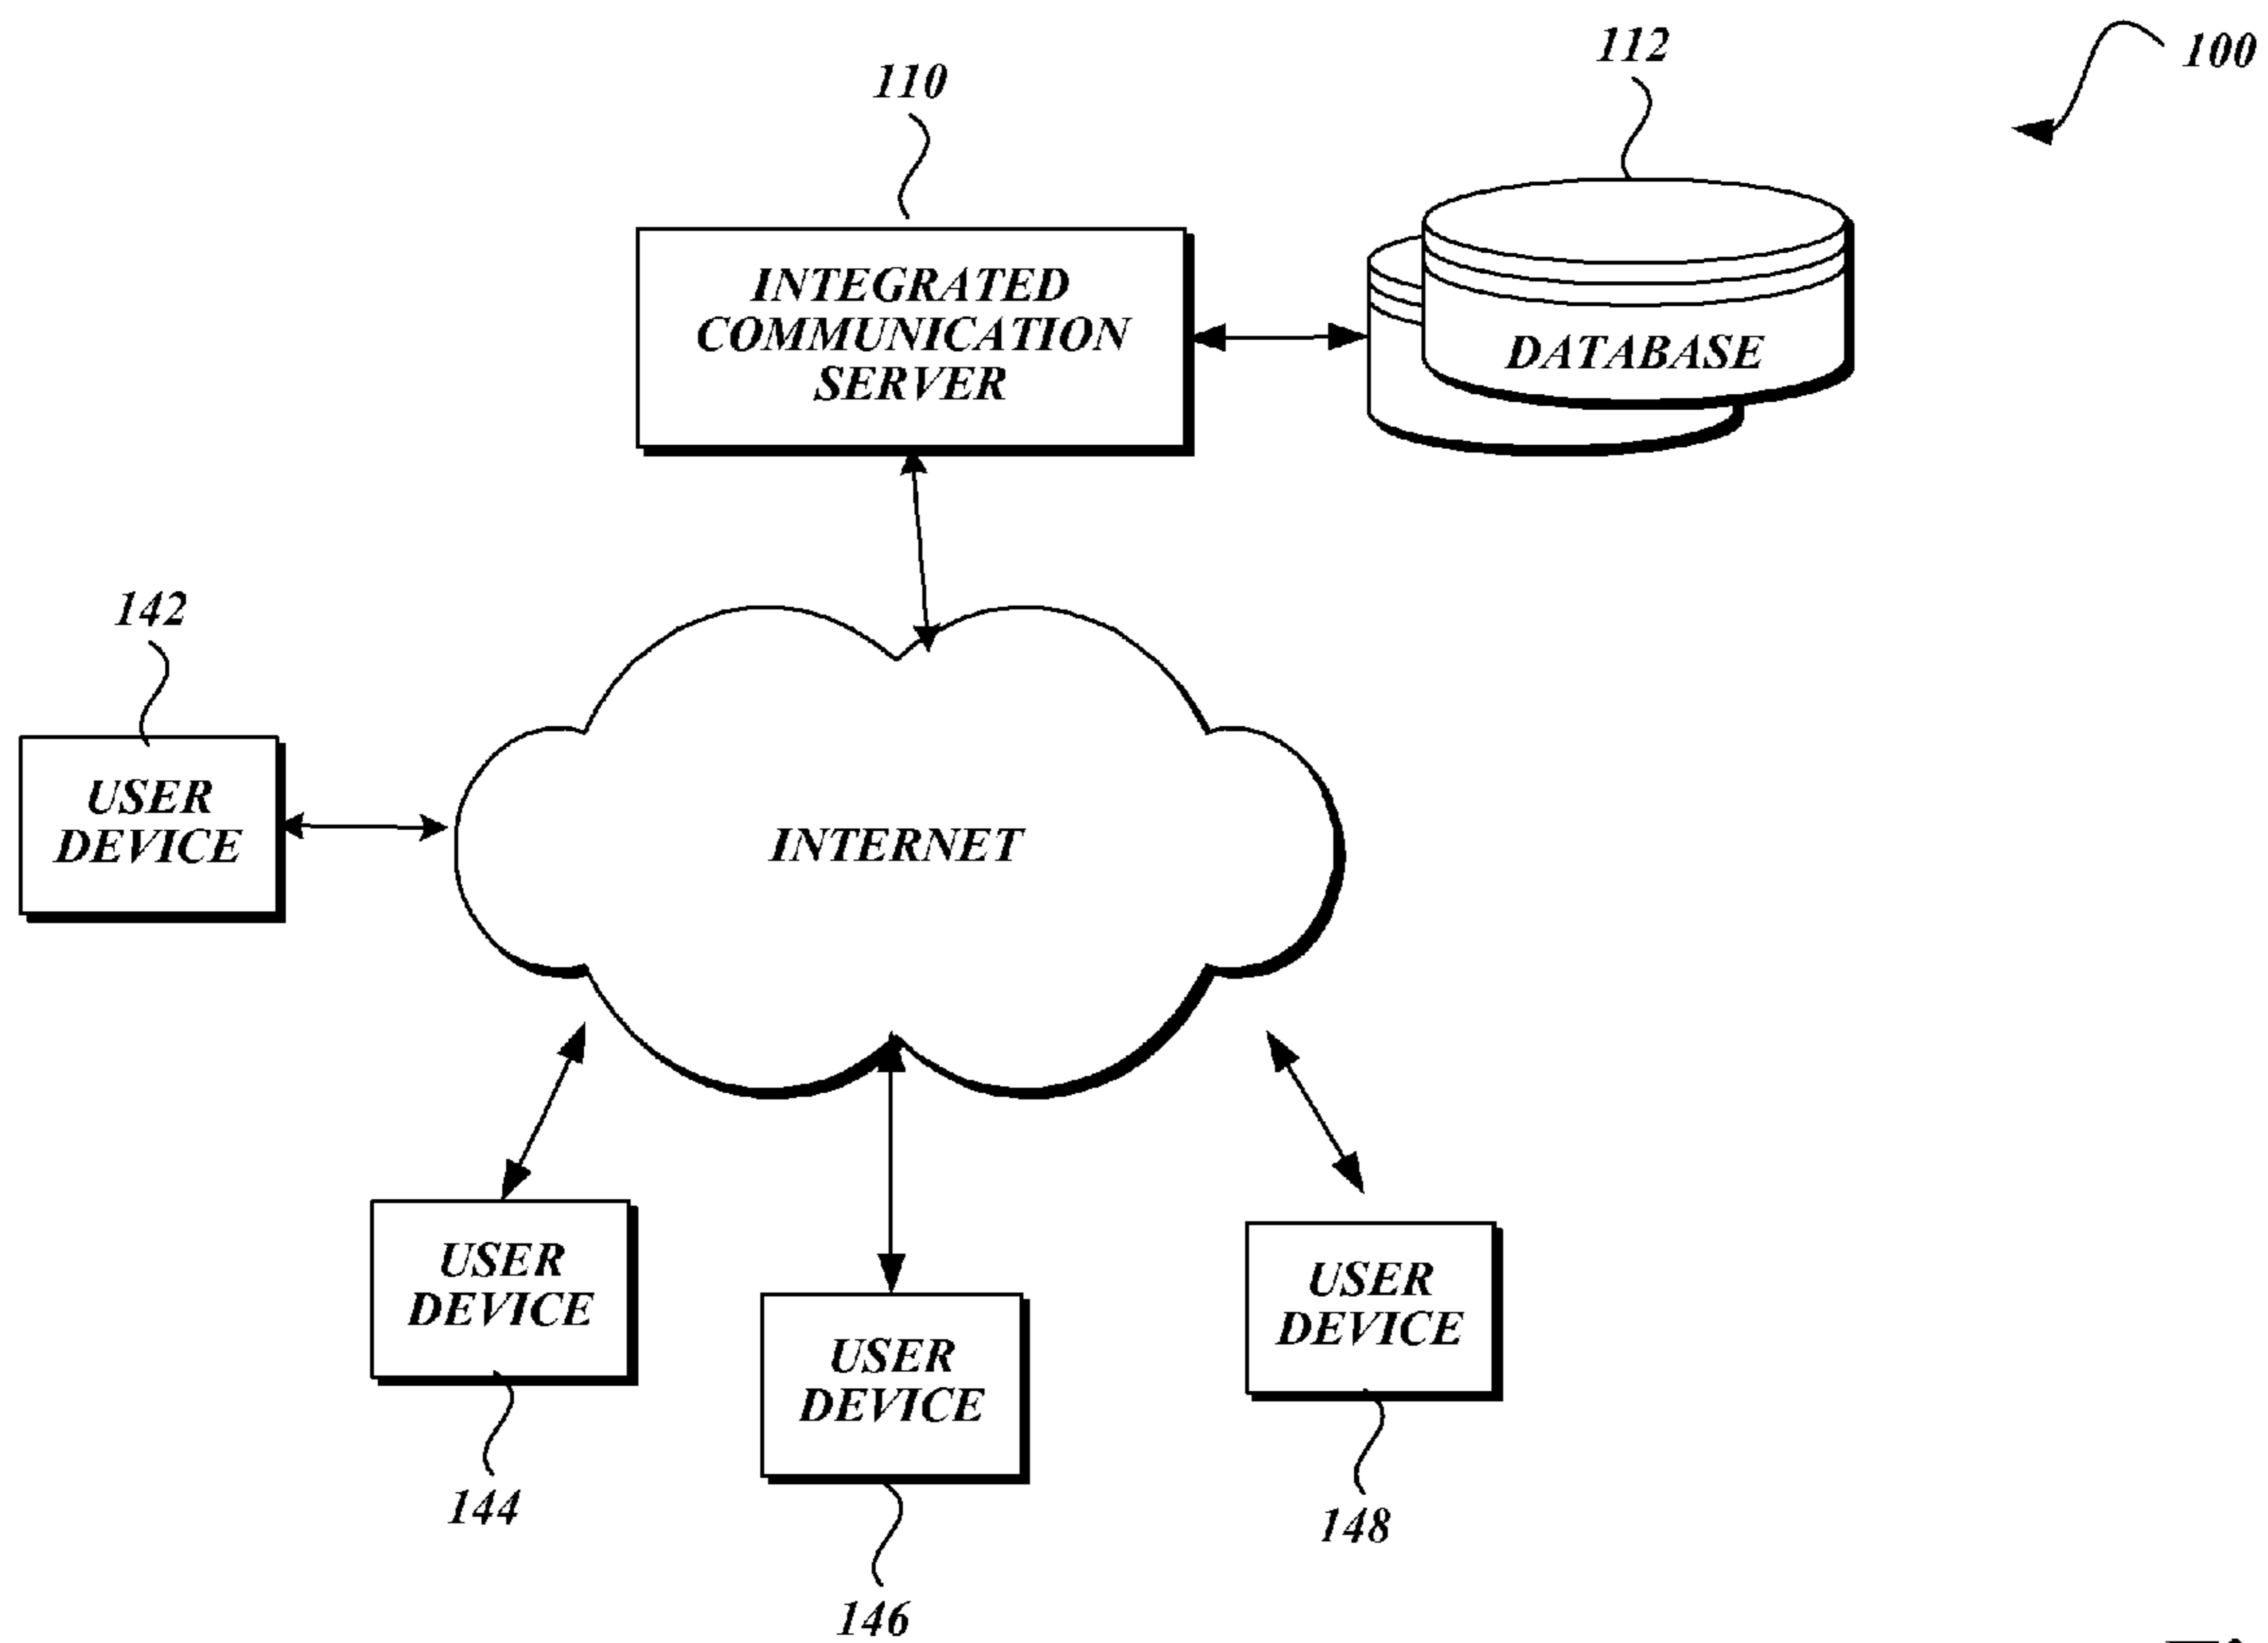 112
100
110
INTEGRATED
COMMUNICATION
SERVER
DATABASE
142
USER
DEVICE
INTERNET
USER
DEVICE
USER
DEVICE
USER
DEVICE
144
148
146